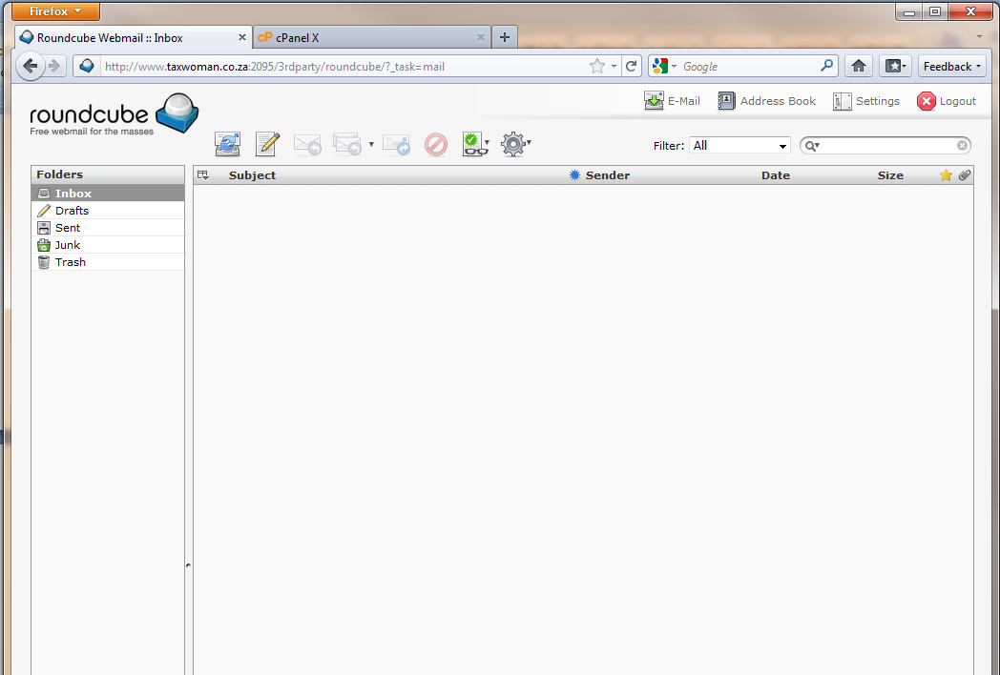 Firefox
Roundcube Webmail :: Inbox
cP cPanel X
http://www.taxwoman.co.za:2095/3rdparty/roundcube/?_task=mail
Google
Feedback
roundcube
Free webmail for the masses
E-Mail
Address Book
Settings
Logout
Filter: All
Folders
Subject
Sender
Date
Size
Inbox
Drafts
Sent
Junk
Trash